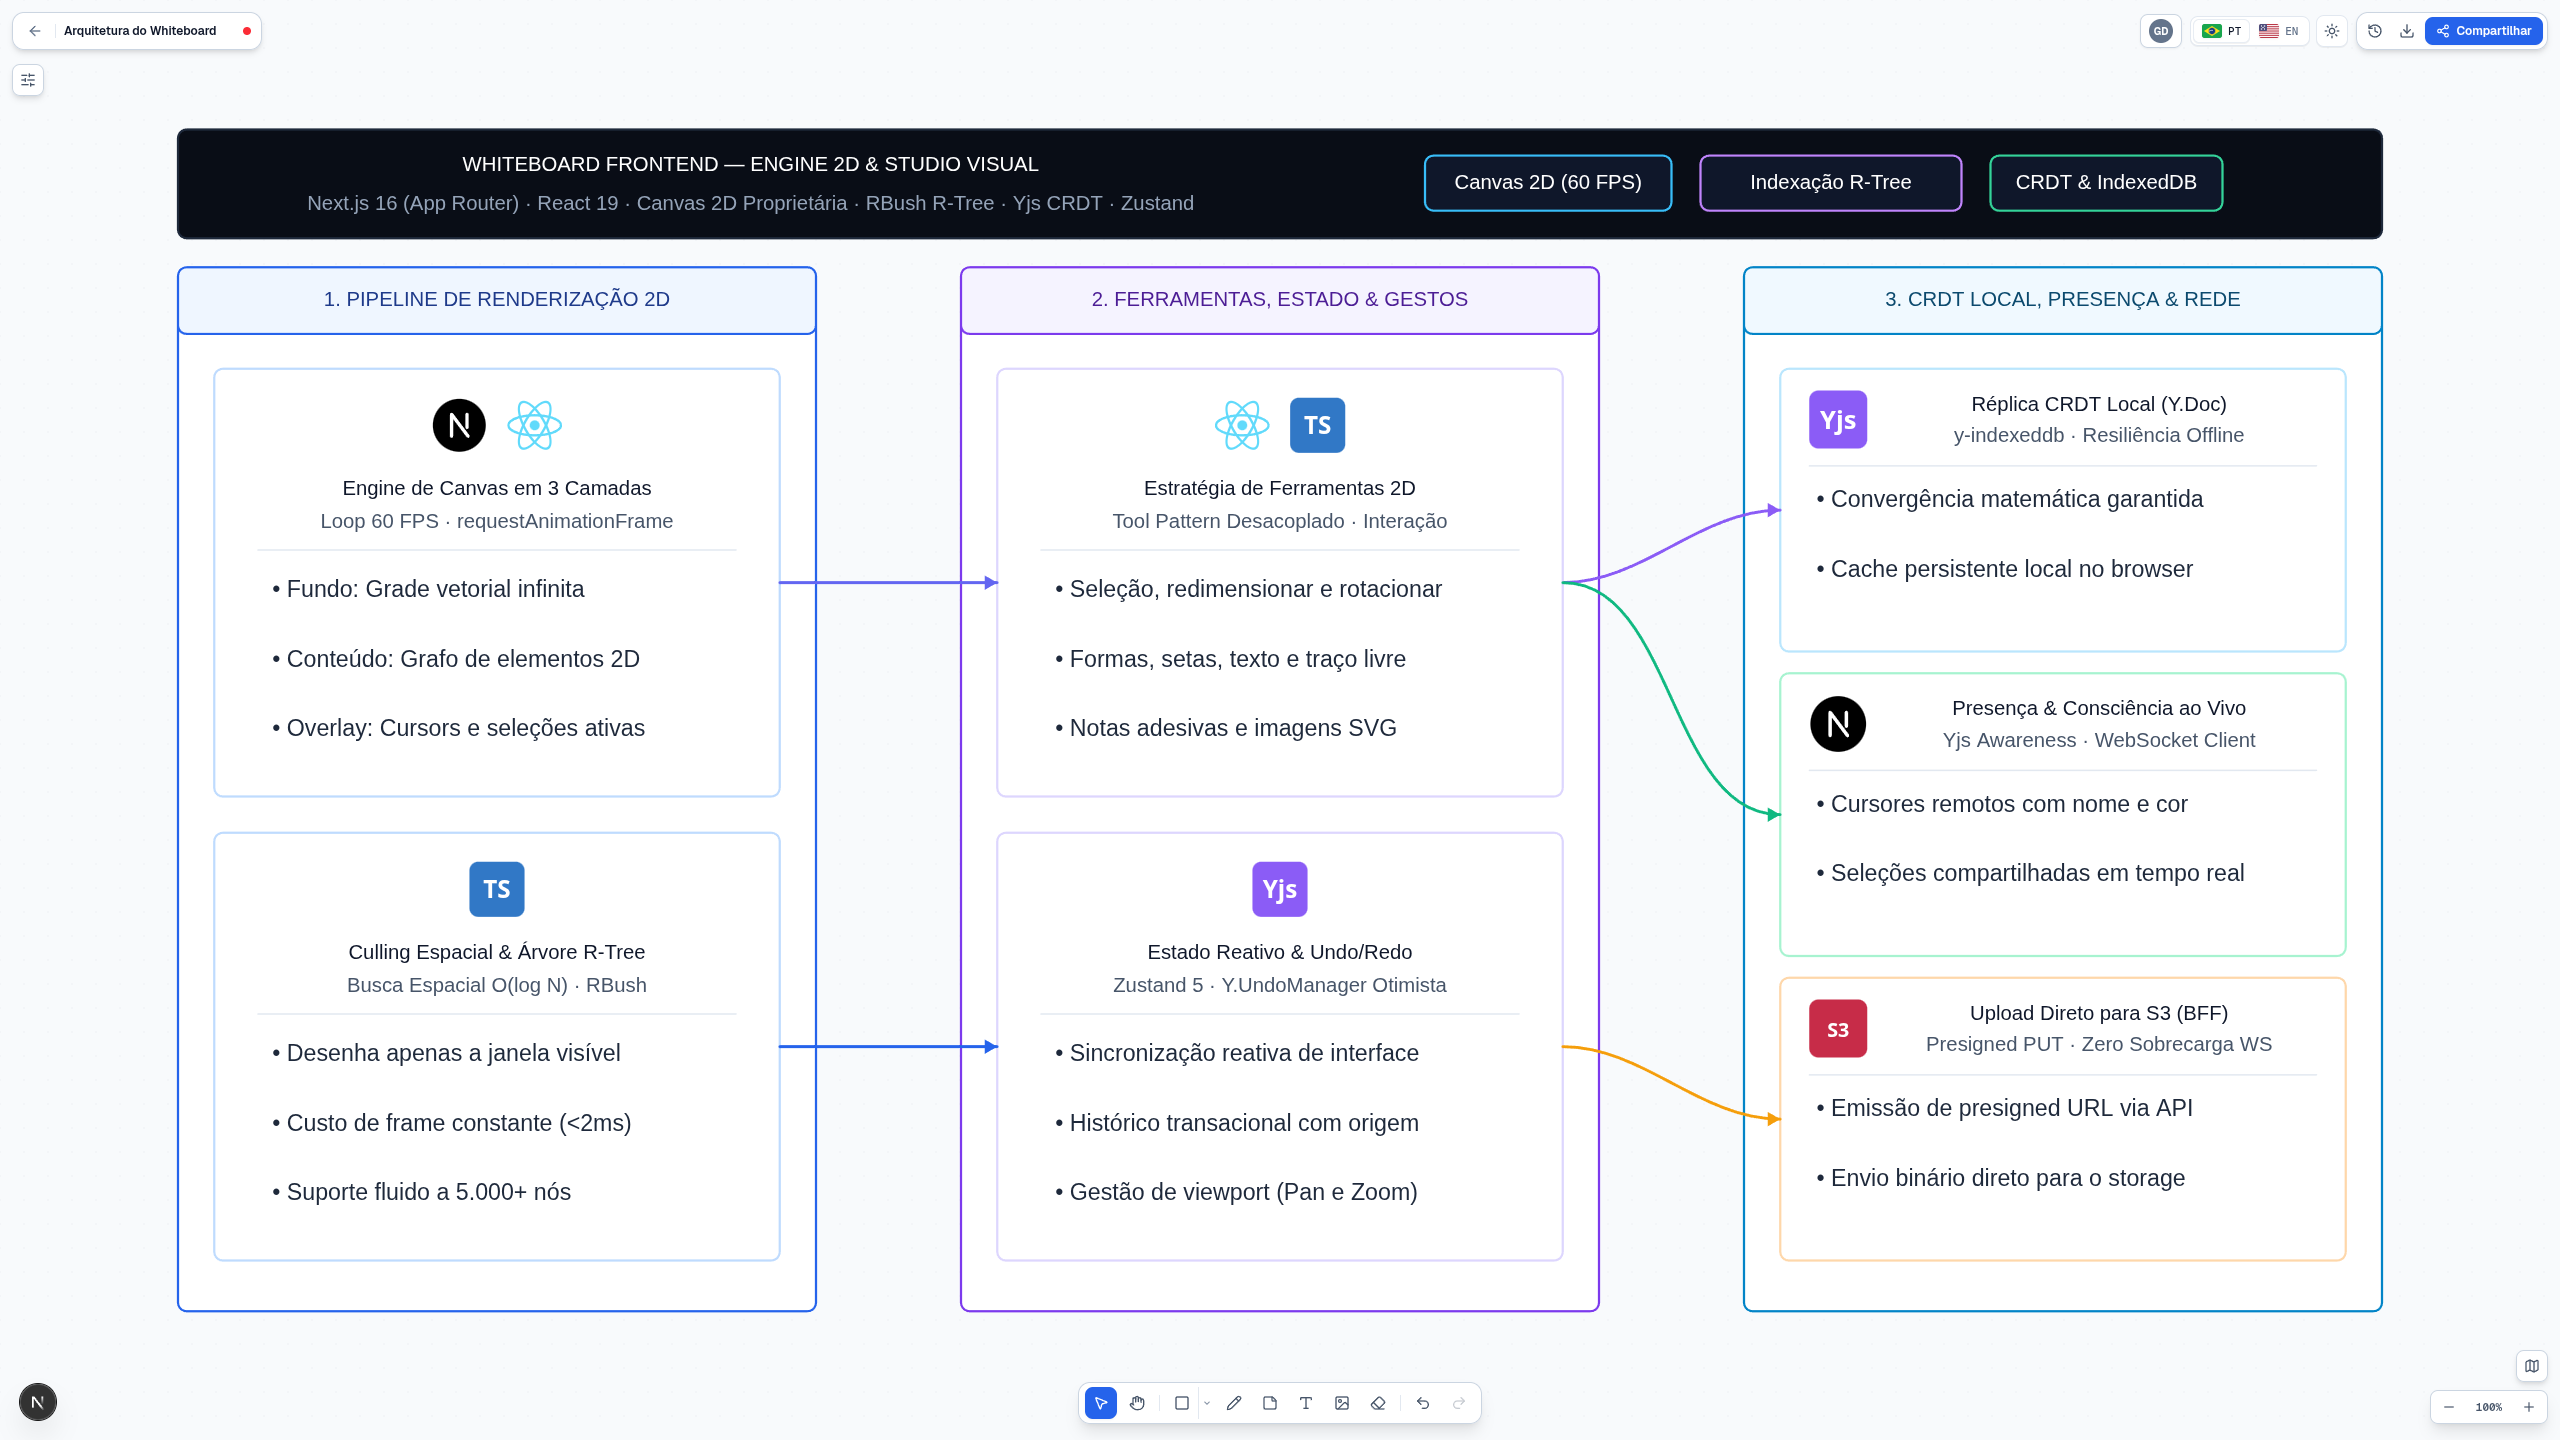 Arquitetura do Whiteboard
GD
PT
EN
Compartilhar
WHITEBOARD FRONTEND — ENGINE 2D & STUDIO VISUAL
Next.js 16 (App Router) · React 19 · Canvas 2D Proprietária · RBush R-Tree · Yjs CRDT · Zustand
Canvas 2D (60 FPS)
Indexação R-Tree
CRDT & IndexedDB
1. PIPELINE DE RENDERIZAÇÃO 2D
N
Engine de Canvas em 3 Camadas
Loop 60 FPS · requestAnimationFrame
• Fundo: Grade vetorial infinita
• Conteúdo: Grafo de elementos 2D
• Overlay: Cursors e seleções ativas
TS
Culling Espacial & Árvore R-Tree
Busca Espacial O(log N) · RBush
• Desenha apenas a janela visível
• Custo de frame constante (<2ms)
• Suporte fluido a 5.000+ nós
2. FERRAMENTAS, ESTADO & GESTOS
TS
Estratégia de Ferramentas 2D
Tool Pattern Desacoplado · Interação
• Seleção, redimensionar e rotacionar
• Formas, setas, texto e traço livre
• Notas adesivas e imagens SVG
Yjs
Estado Reativo & Undo/Redo
Zustand 5 · Y.UndoManager Otimista
• Sincronização reativa de interface
• Histórico transacional com origem
• Gestão de viewport (Pan e Zoom)
3. CRDT LOCAL, PRESENÇA & REDE
Yjs
Réplica CRDT Local (Y.Doc)
y-indexeddb · Resiliência Offline
• Convergência matemática garantida
• Cache persistente local no browser
N
Presença & Consciência ao Vivo
Yjs Awareness · WebSocket Client
• Cursores remotos com nome e cor
• Seleções compartilhadas em tempo real
S3
Upload Direto para S3 (BFF)
Presigned PUT · Zero Sobrecarga WS
• Emissão de presigned URL via API
• Envio binário direto para o storage
N
100%